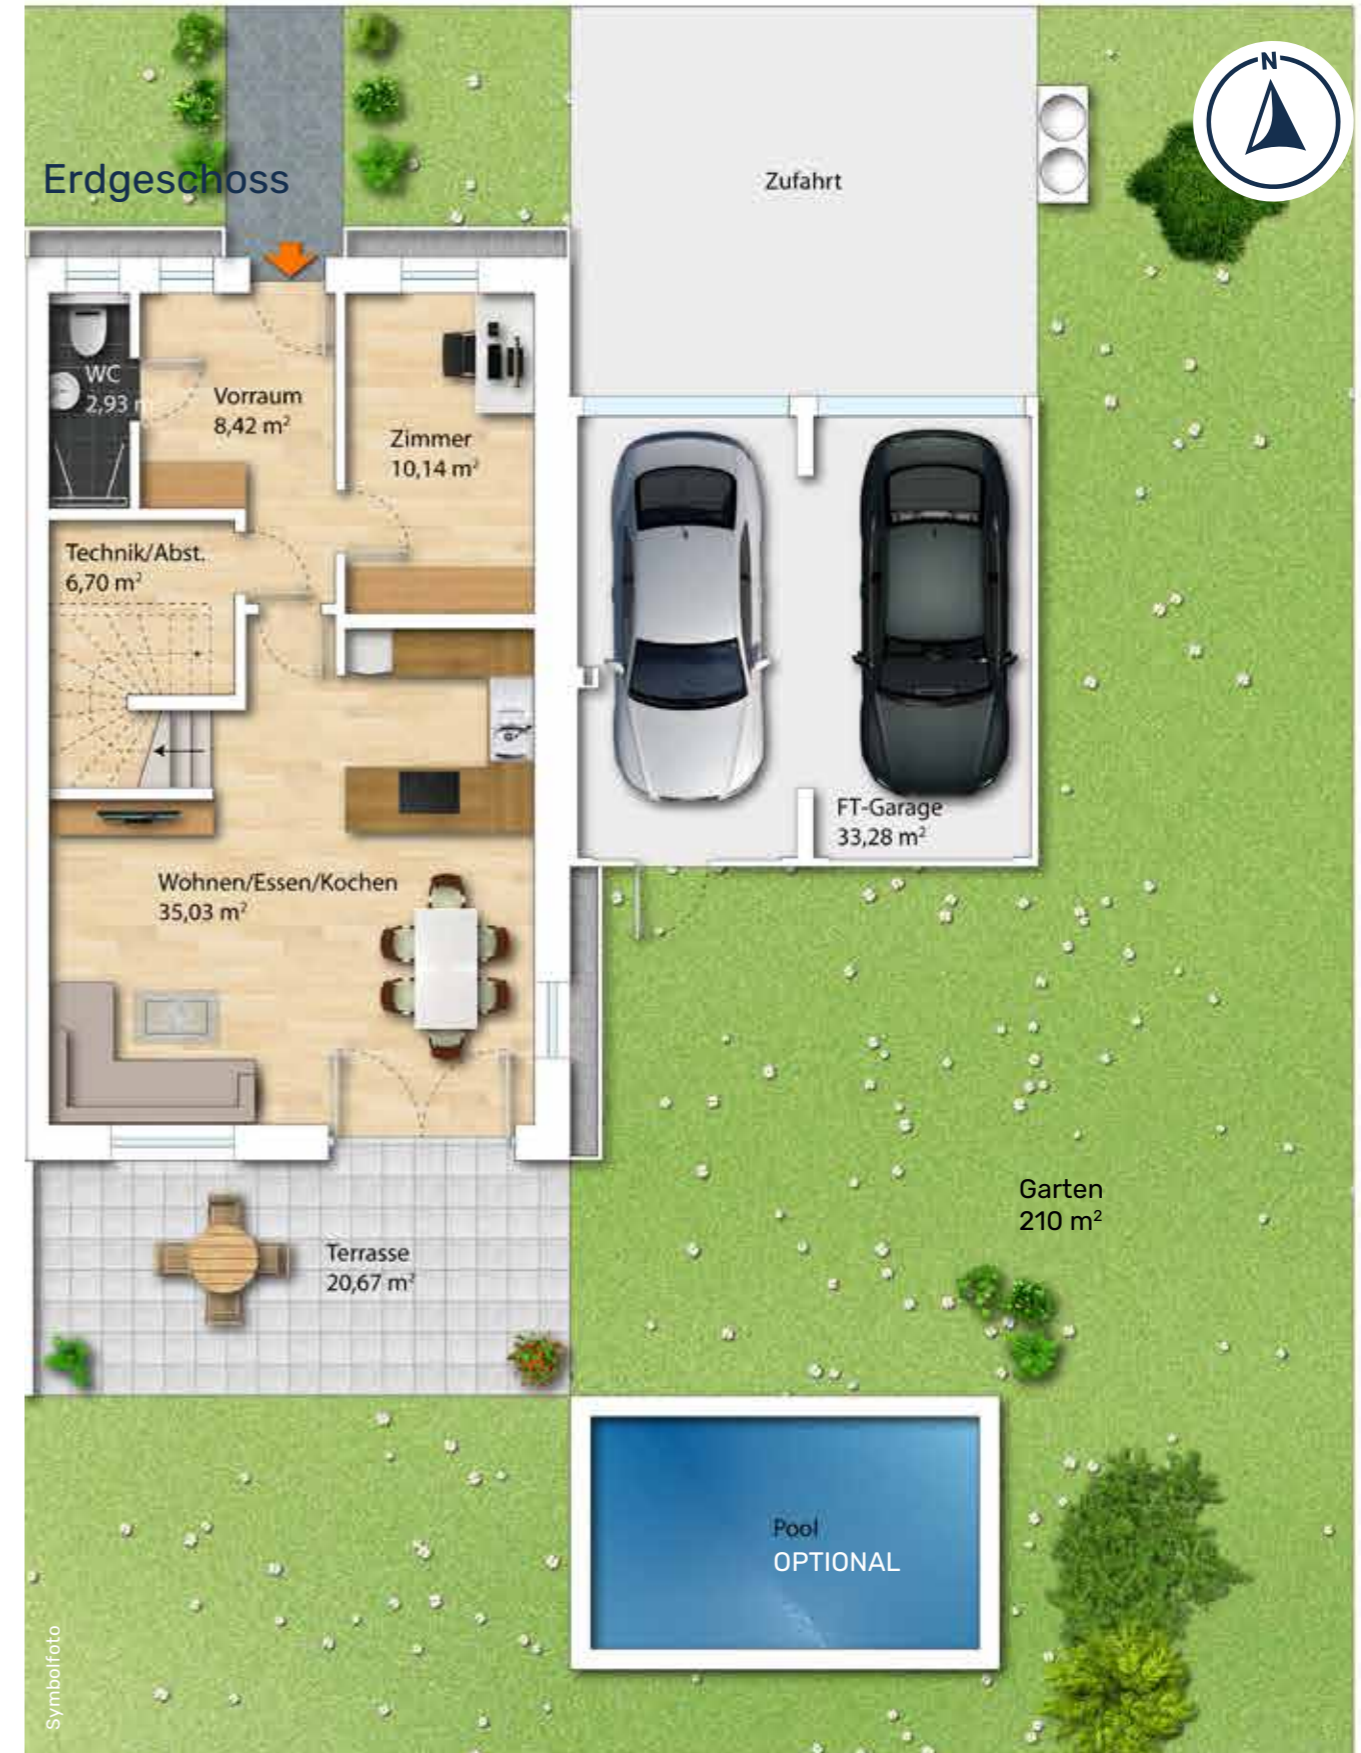 N
Erdgeschoss
Zufahrt
WC
2,93 m
Vorraum
8,42 m²
Zimmer
10,14 m²
Technik/Abst.
6,70 m²
FT-Garage
33,28 m²
Wohnen/Essen/Kochen
35,03 m²
Garten
210 m²
Terrasse
20,67 m²
Pool
OPTIONAL
Symbolfoto